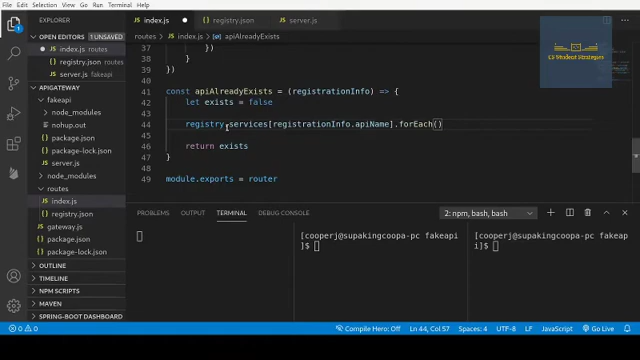 File Edit Selection View Go Run Terminal Help
EXPLORER
OPEN EDITORS 1 UNSAVED
index.js routes
registry.json routes
server.js fakeapi
APIGATEWAY
fakeapi
node_modules
nohup.out
package.json
package-lock.json
server.js
node_modules
routes
index.js
registry.json
gateway.js
package.json
package-lock.json
OUTLINE
TIMELINE
NPM SCRIPTS
MAVEN
SPRING-BOOT DASHBOARD
index.js
registry.json
server.js
routes > index.js > apiAlreadyExists
37 })
38 }
39 })
40
41 const apiAlreadyExists = (registrationInfo) => {
42 let exists = false
43
44 registry.services[registrationInfo.apiName].forEach()
45
46 return exists
47 }
48
49 module.exports = router
CS Student Strategies
PROBLEMS OUTPUT TERMINAL DEBUG CONSOLE
2: npm, bash, bash
[cooperj@supakingcoopa-pc fakeap
i]$
[cooperj@supakingcoopa-pc fakeap
i]$
0 0
Compile Hero: Off
Ln 44, Col 57
Spaces: 4
UTF-8
LF
JavaScript
Go Live